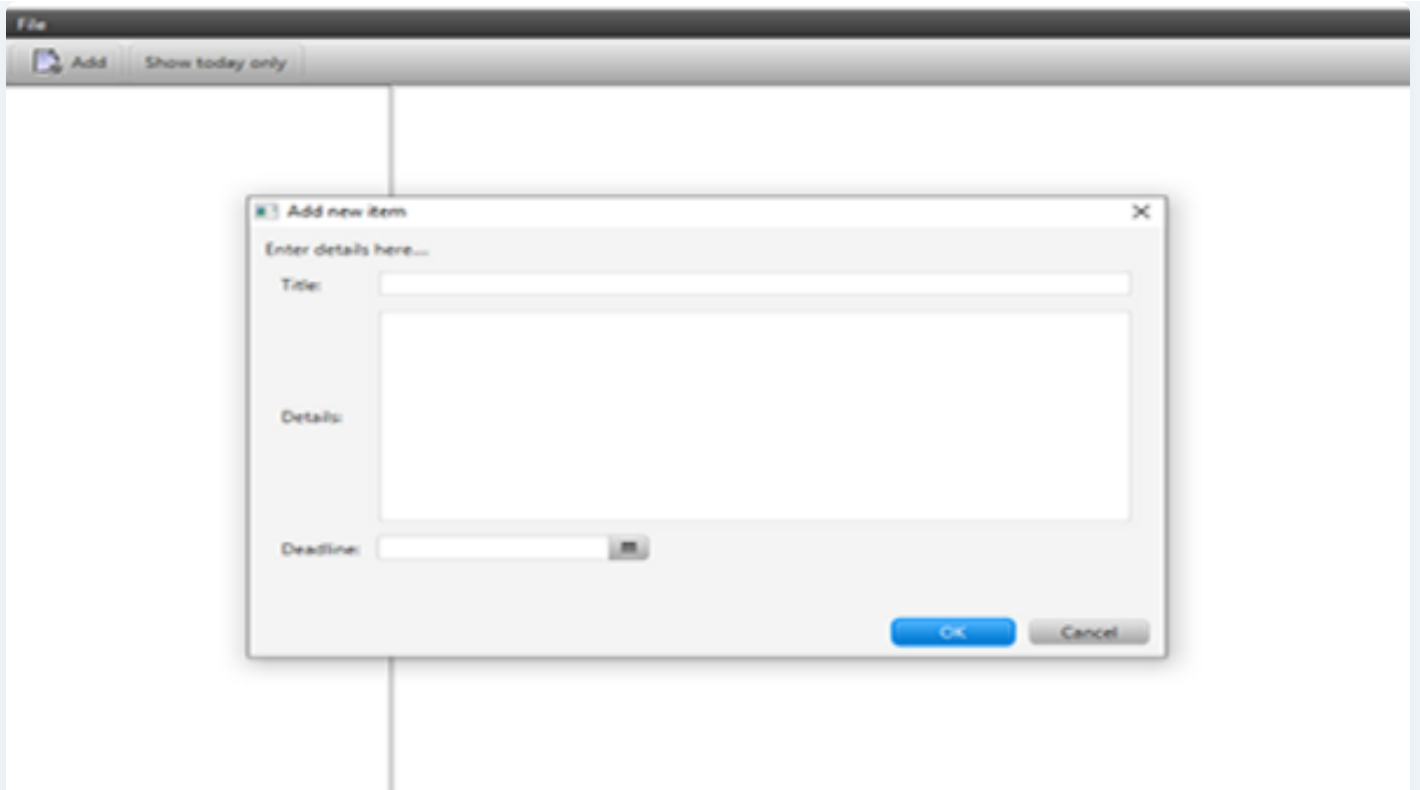 File
Add Show today only
Add new item
Enter details here...
Title:
Details:
Deadline:
OK Cancel